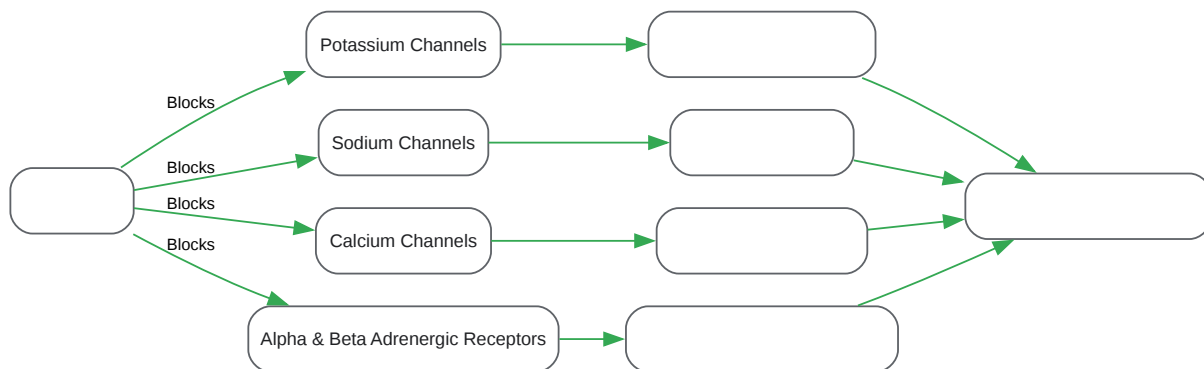 Potassium Channels
Blocks
Sodium Channels
Blocks
Blocks
Calcium Channels
Blocks
Alpha & Beta Adrenergic Receptors